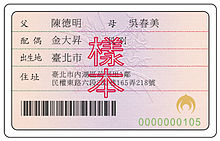 父 陳德明 母 吳春美
配偶 金大昇
出生地 臺北市
住址 臺北市內湖
民權東路六段 165弄218號
樣本
0000000105